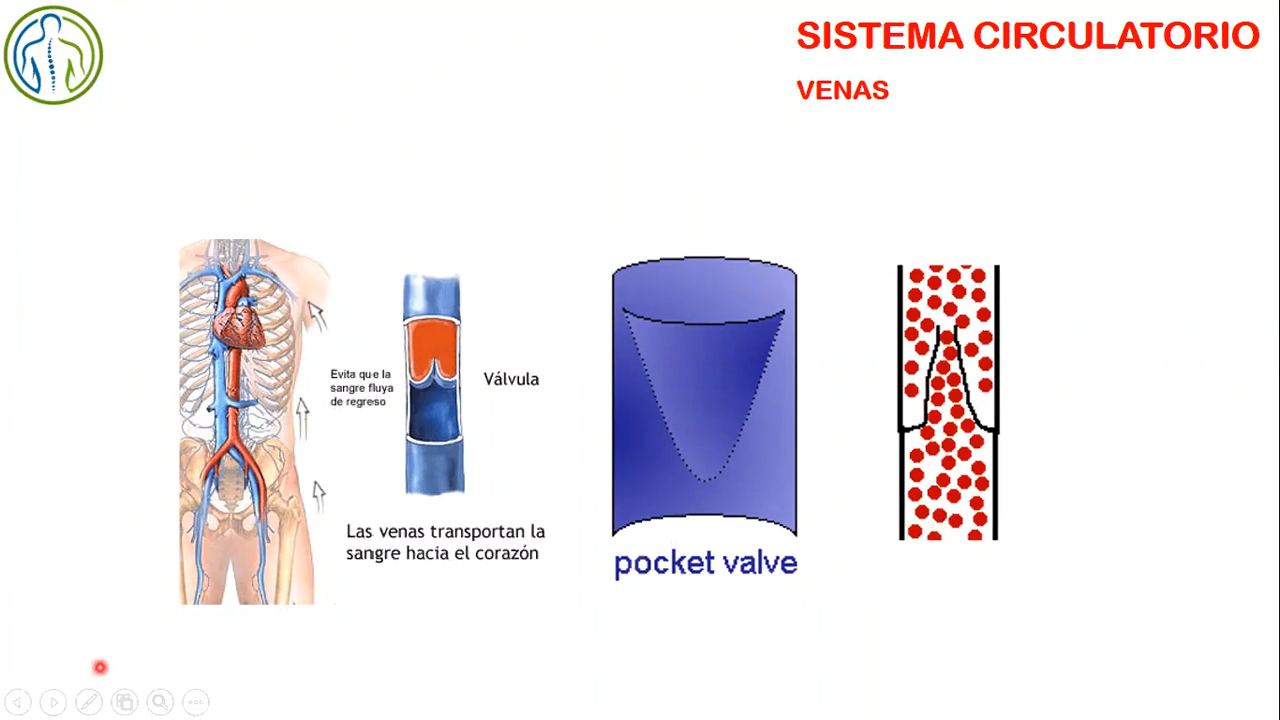 SISTEMA CIRCULATORIO
VENAS
Evita que la
sangre fluya
de regreso
Válvula
Las venas transportan la
sangre hacia el corazón
pocket valve